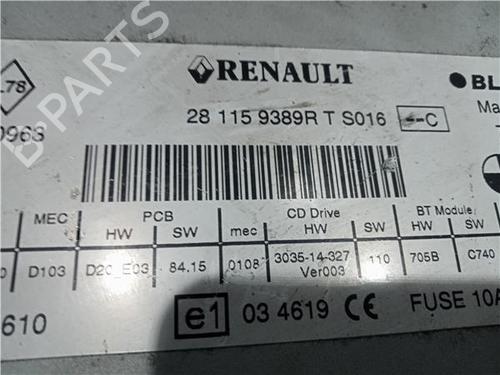 L78
RENAULT
BL
28 115 9389R T S016 -C
Ma
0963
MEC PCB CD Drive BT Module
HW SW mec HW SW HW SW
D103 D20_E03 84.15 0108 3035-14-327 110 705B C740
Ver003
610 e1 03 4619 CE FUSE 10A
B-PARTS